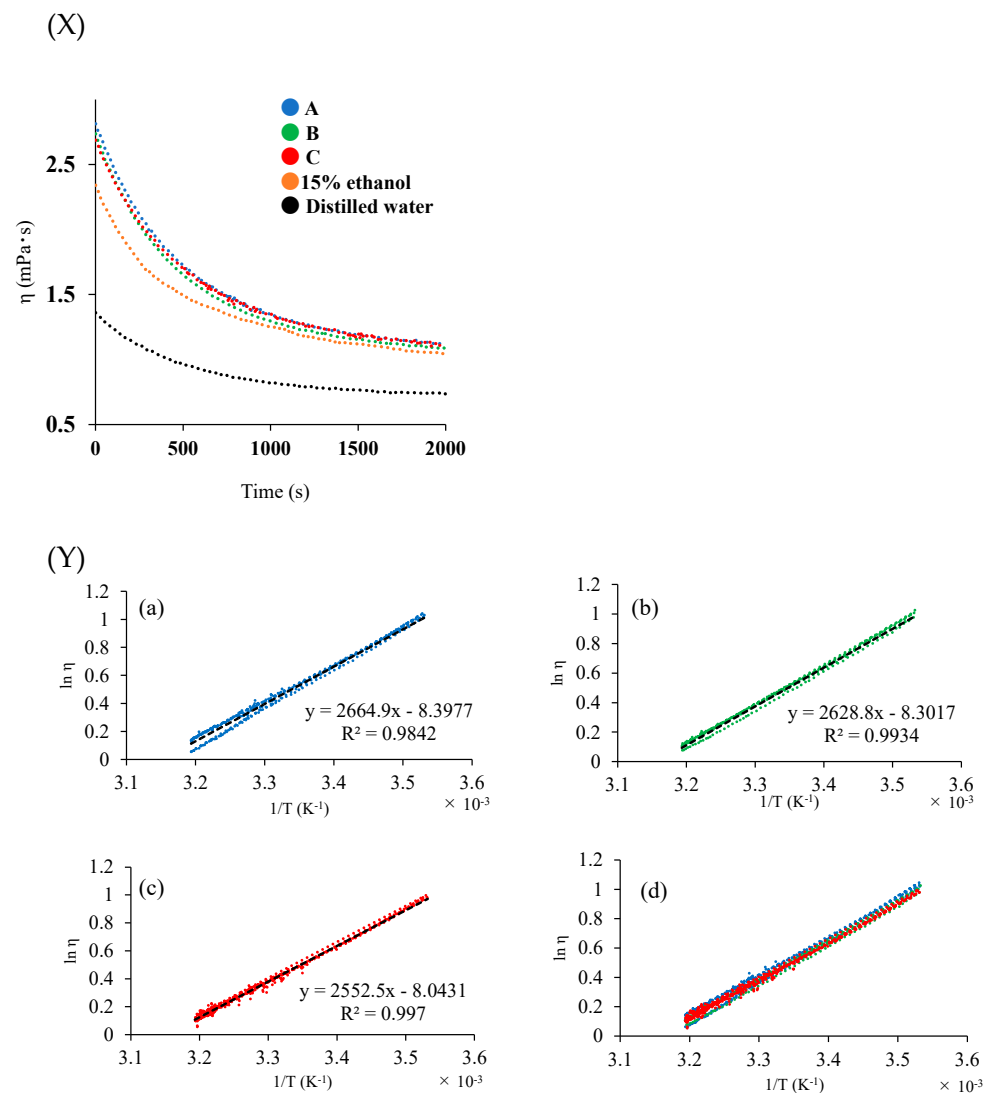 (X)
A
B
C
15% ethanol
Distilled water
η (mPa・s)
2.5
1.5
0.5
0 500 1000 1500 2000
Time (s)
(Y)
(a)
ln η
1.2
1
0.8
0.6
0.4
0.2
0
y = 2664.9x - 8.3977
R² = 0.9842
3.1 3.2 3.3 3.4 3.5 3.6
1/T (K⁻¹)
× 10⁻³
(b)
ln η
1.2
1
0.8
0.6
0.4
0.2
0
y = 2628.8x - 8.3017
R² = 0.9934
3.1 3.2 3.3 3.4 3.5 3.6
1/T (K⁻¹)
× 10⁻³
(c)
ln η
1.2
1
0.8
0.6
0.4
0.2
0
y = 2552.5x - 8.0431
R² = 0.997
3.1 3.2 3.3 3.4 3.5 3.6
1/T (K⁻¹)
× 10⁻³
(d)
ln η
1.2
1
0.8
0.6
0.4
0.2
0
3.1 3.2 3.3 3.4 3.5 3.6
1/T (K⁻¹)
× 10⁻³